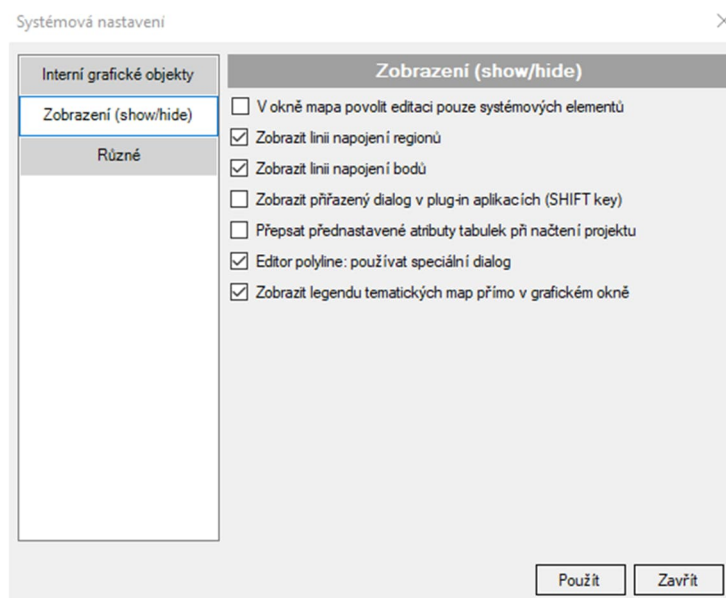 Systémová nastavení
Interní grafické objekty
Zobrazení (show/hide)
Různé
Zobrazení (show/hide)
V okně mapa povolit editaci pouze systémových elementů
Zobrazit linii napojení regionů
Zobrazit linii napojení bodů
Zobrazit přiřazený dialog v plug-in aplikacích (SHIFT key)
Přepsat přednastavené atributy tabulek při načtení projektu
Editor polyline: používat speciální dialog
Zobrazit legendu tematických map přímo v grafickém okně
Použít
Zavřít